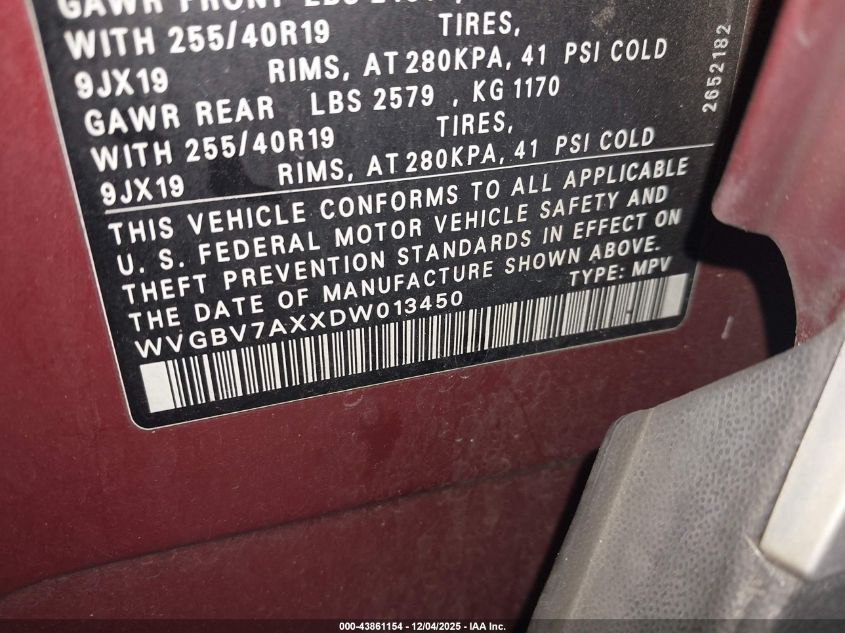 GAWR FRONT LBS
WITH 255/40R19 TIRES,
9JX19 RIMS, AT 280KPA, 41 PSI COLD
GAWR REAR LBS 2579 , KG 1170
WITH 255/40R19 TIRES,
9JX19 RIMS, AT 280KPA, 41 PSI COLD
THIS VEHICLE CONFORMS TO ALL APPLICABLE
U. S. FEDERAL MOTOR VEHICLE SAFETY AND
THEFT PREVENTION STANDARDS IN EFFECT ON
THE DATE OF MANUFACTURE SHOWN ABOVE.
WVGBV7AXXDW013450 TYPE: MPV
2652182
000-43861154 - 12/04/2025 - IAA Inc.